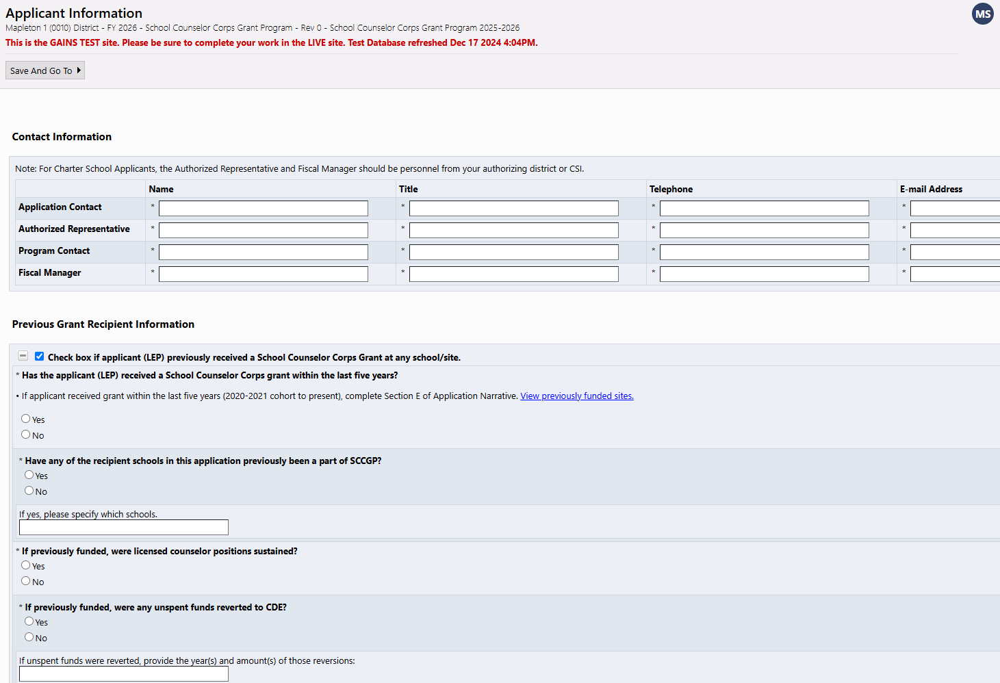 Applicant Information
MS
Mapleton 1 (0010) District - FY 2026 - School Counselor Corps Grant Program - Rev 0 - School Counselor Corps Grant Program 2025-2026
This is the GAINS TEST site. Please be sure to complete your work in the LIVE site. Test Database refreshed Dec 17 2024 4:04PM.
Save And Go To
Contact Information
Note: For Charter School Applicants, the Authorized Representative and Fiscal Manager should be personnel from your authorizing district or CSI.
Name Title Telephone E-mail Address
Application Contact * * * *
Authorized Representative * * * *
Program Contact * * * *
Fiscal Manager * * * *
Previous Grant Recipient Information
Check box if applicant (LEP) previously received a School Counselor Corps Grant at any school/site.
* Has the applicant (LEP) received a School Counselor Corps grant within the last five years?
• If applicant received grant within the last five years (2020-2021 cohort to present), complete Section E of Application Narrative. View previously funded sites.
Yes
No
* Have any of the recipient schools in this application previously been a part of SCCGP?
Yes
No
If yes, please specify which schools.
* If previously funded, were licensed counselor positions sustained?
Yes
No
* If previously funded, were any unspent funds reverted to CDE?
Yes
No
If unspent funds were reverted, provide the year(s) and amount(s) of those reversions: